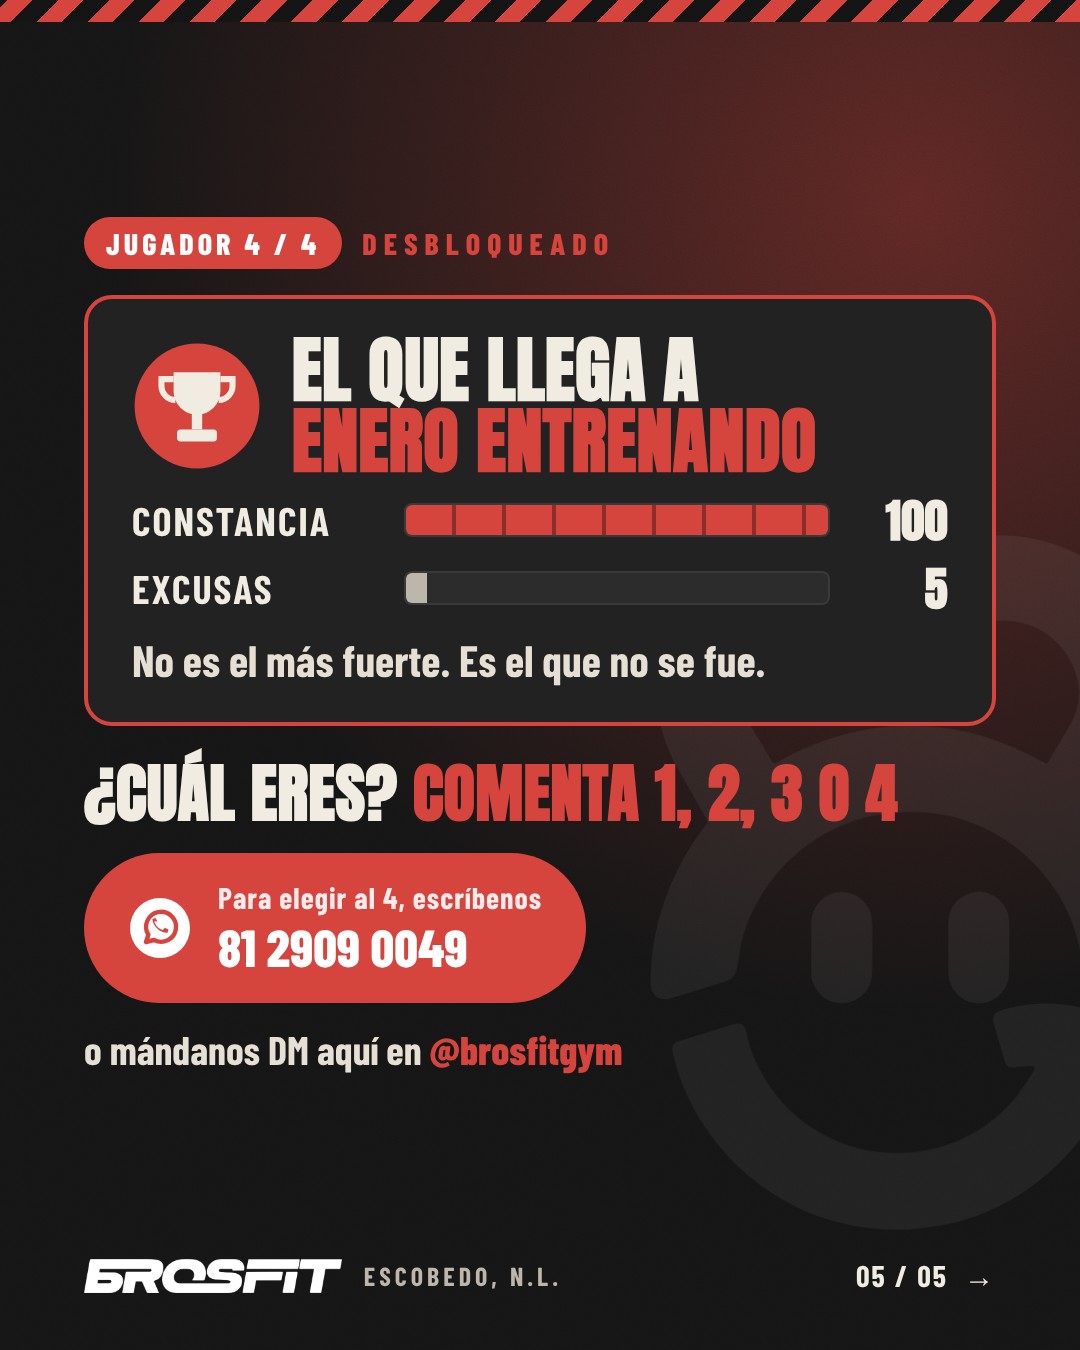 JUGADOR 4 / 4 DESBLOQUEADO
EL QUE LLEGA A
ENERO ENTRENANDO
CONSTANCIA 100
EXCUSAS 5
No es el más fuerte. Es el que no se fue.
¿CUÁL ERES? COMENTA 1, 2, 3 O 4
Para elegir al 4, escríbenos
81 2909 0049
o mándanos DM aquí en @brosfitgym
BROSFIT ESCOBEDO, N.L. 05 / 05 →